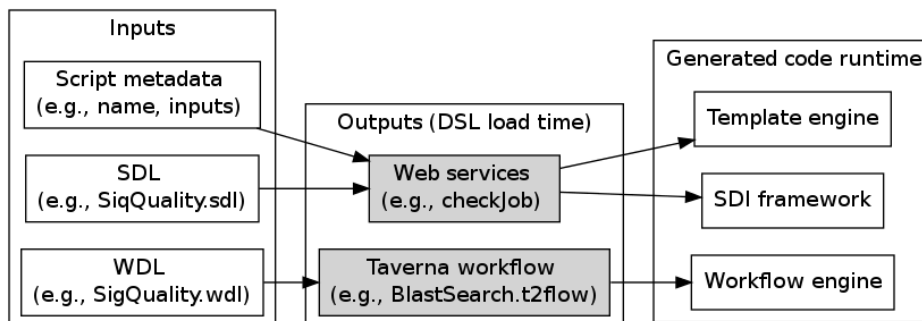 Inputs
Script metadata
(e.g., name, inputs)
SDL
(e.g., SiqQuality.sdl)
WDL
(e.g., SigQuality.wdl)
Outputs (DSL load time)
Web services
(e.g., checkJob)
Taverna workflow
(e.g., BlastSearch.t2flow)
Generated code runtime
Template engine
SDI framework
Workflow engine